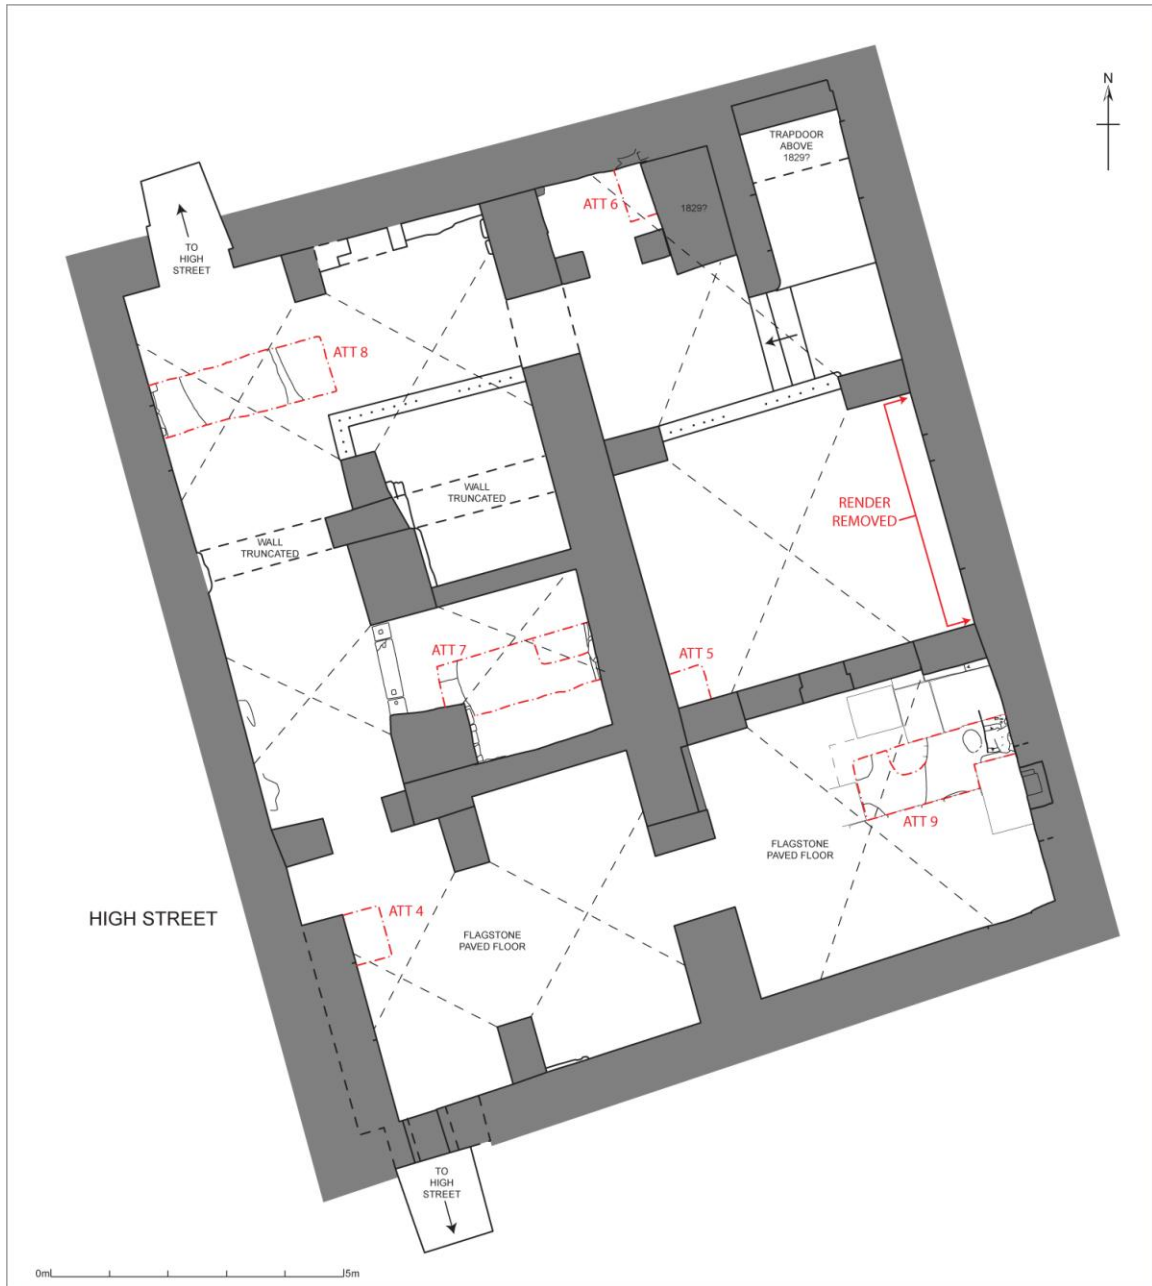 N
TRAPDOOR
ABOVE
1829?
ATT 6
1829?
TO
HIGH
STREET
ATT 8
WALL
TRUNCATED
RENDER
REMOVED
WALL
TRUNCATED
ATT 7
ATT 5
ATT 9
FLAGSTONE
PAVED FLOOR
HIGH STREET
ATT 4
FLAGSTONE
PAVED FLOOR
TO
HIGH
STREET
0m
5m